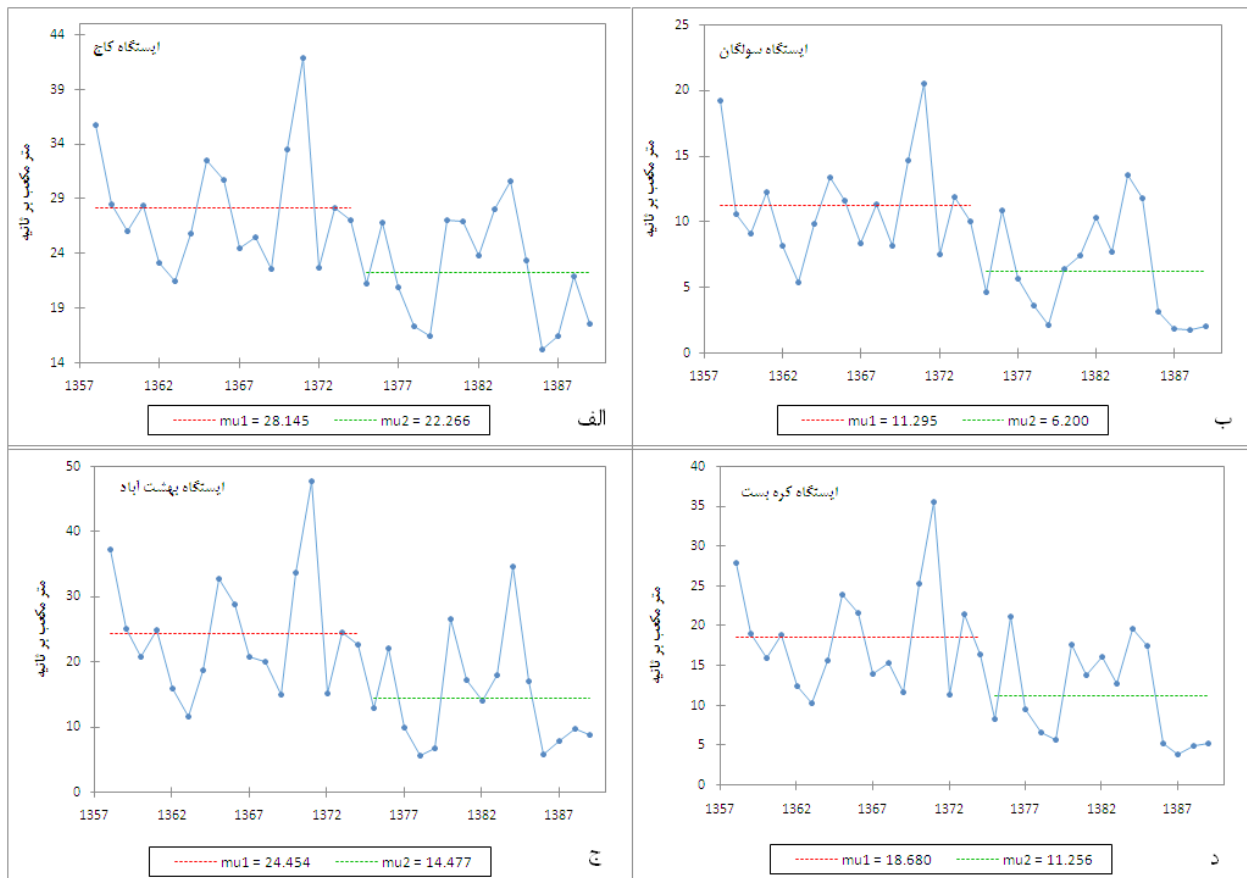 ایستگاه کاج
متر مکعب بر ثانیه
44
39
34
29
24
19
14
1357 1362 1367 1372 1377 1382 1387
mu1 = 28.145 mu2 = 22.266
الف
ایستگاه سولگان
متر مکعب بر ثانیه
25
20
15
10
5
0
1357 1362 1367 1372 1377 1382 1387
mu1 = 11.295 mu2 = 6.200
ب
ایستگاه بهشت آباد
متر مکعب بر ثانیه
50
40
30
20
10
0
1357 1362 1367 1372 1377 1382 1387
mu1 = 24.454 mu2 = 14.477
ج
ایستگاه کره بست
متر مکعب بر ثانیه
40
35
30
25
20
15
10
5
0
1357 1362 1367 1372 1377 1382 1387
mu1 = 18.680 mu2 = 11.256
د